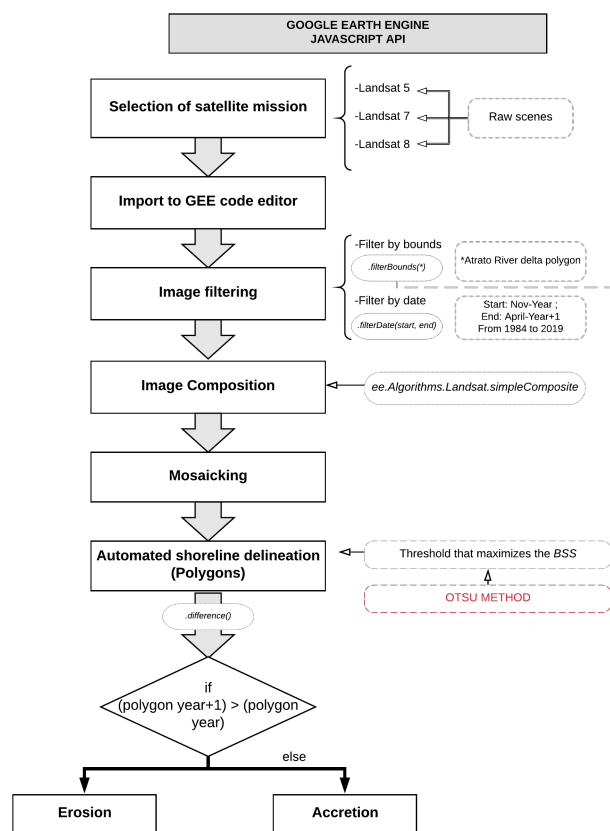 GOOGLE EARTH ENGINE
JAVASCRIPT API
Selection of satellite mission
-Landsat 5
-Landsat 7
-Landsat 8
Raw scenes
Import to GEE code editor
Image filtering
-Filter by bounds
.filterBounds(*)
*Atrato River delta polygon
-Filter by date
.filterDate(start, end)
Start: Nov-Year ;
End: April-Year+1
From 1984 to 2019
Image Composition
ee.Algorithms.Landsat.simpleComposite
Mosaicking
Automated shoreline delineation
(Polygons)
Threshold that maximizes the BSS
OTSU METHOD
.difference()
if
(polygon year+1) > (polygon
year)
else
Erosion
Accretion